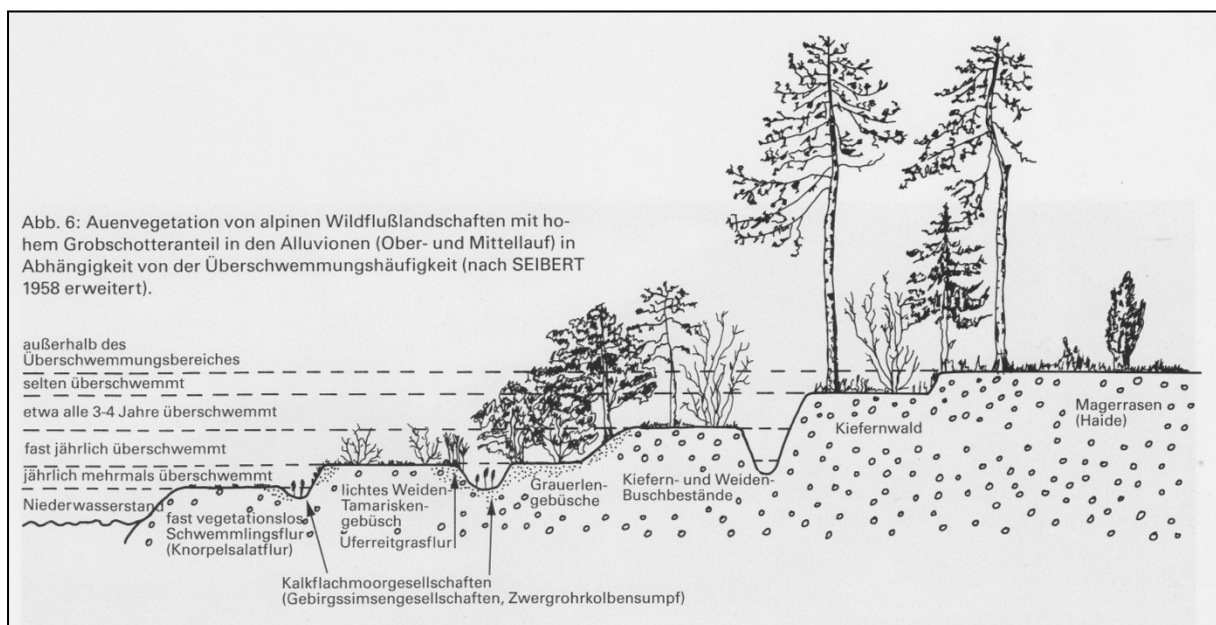 Abb. 6: Auenvegetation von alpinen Wildflußlandschaften mit ho-
hem Grobschotteranteil in den Alluvionen (Ober- und Mittellauf) in
Abhängigkeit von der Überschwemmungshäufigkeit (nach SEIBERT
1958 erweitert).
außerhalb des
Überschwemmungsbereiches
selten überschwemmt
etwa alle 3-4 Jahre überschwemmt
fast jährlich überschwemmt
jährlich mehrmals überschwemmt
Niederwasserstand
fast vegetationslos
Schwemmlingsflur
(Knorpelsalatflur)
lichtes Weiden-
Tamarisken-
gebüsch
Uferreitgrasflur
Grauerlen-
gebüsche
Kiefern- und Weiden-
Buschbestände
Kiefernwald
Magerrasen
(Haide)
Kalkflachmoorgesellschaften
(Gebirgssimsengesellschaften, Zwergrohrkolbensumpf)